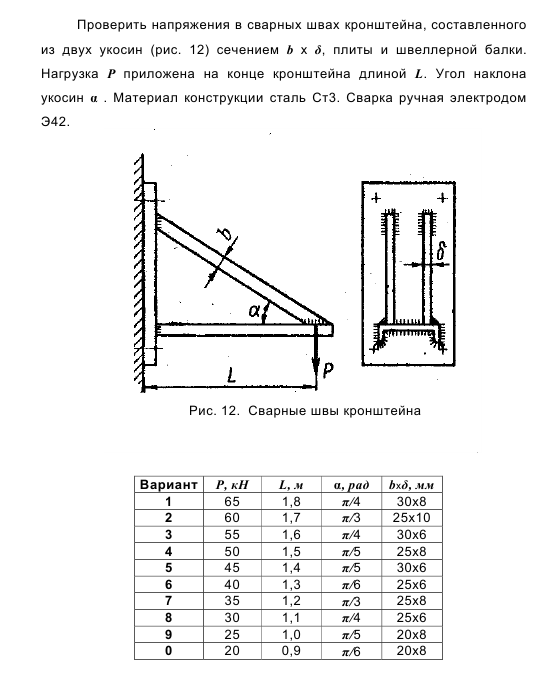 Проверить напряжения в сварных швах кронштейна, составленного
из двух укосин (рис. 12) сечением b x δ, плиты и швеллерной балки.
Нагрузка P приложена на конце кронштейна длиной L. Угол наклона
укосин α . Материал конструкции сталь Ст3. Сварка ручная электродом
Э42.
b
α
δ
L
P
Рис. 12. Сварные швы кронштейна
Вариант P, кН L, м α, рад bxδ, мм
1 65 1,8 π/4 30x8
2 60 1,7 π/3 25x10
3 55 1,6 π/4 30x6
4 50 1,5 π/5 25x8
5 45 1,4 π/5 30x6
6 40 1,3 π/6 25x6
7 35 1,2 π/3 25x8
8 30 1,1 π/4 25x6
9 25 1,0 π/5 20x8
0 20 0,9 π/6 20x8